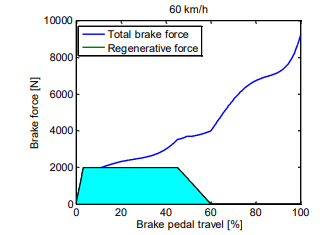 60 km/h
10000
8000
6000
4000
2000
0
Brake force [N]
Total brake force
Regenerative force
0 20 40 60 80 100
Brake pedal travel [%]